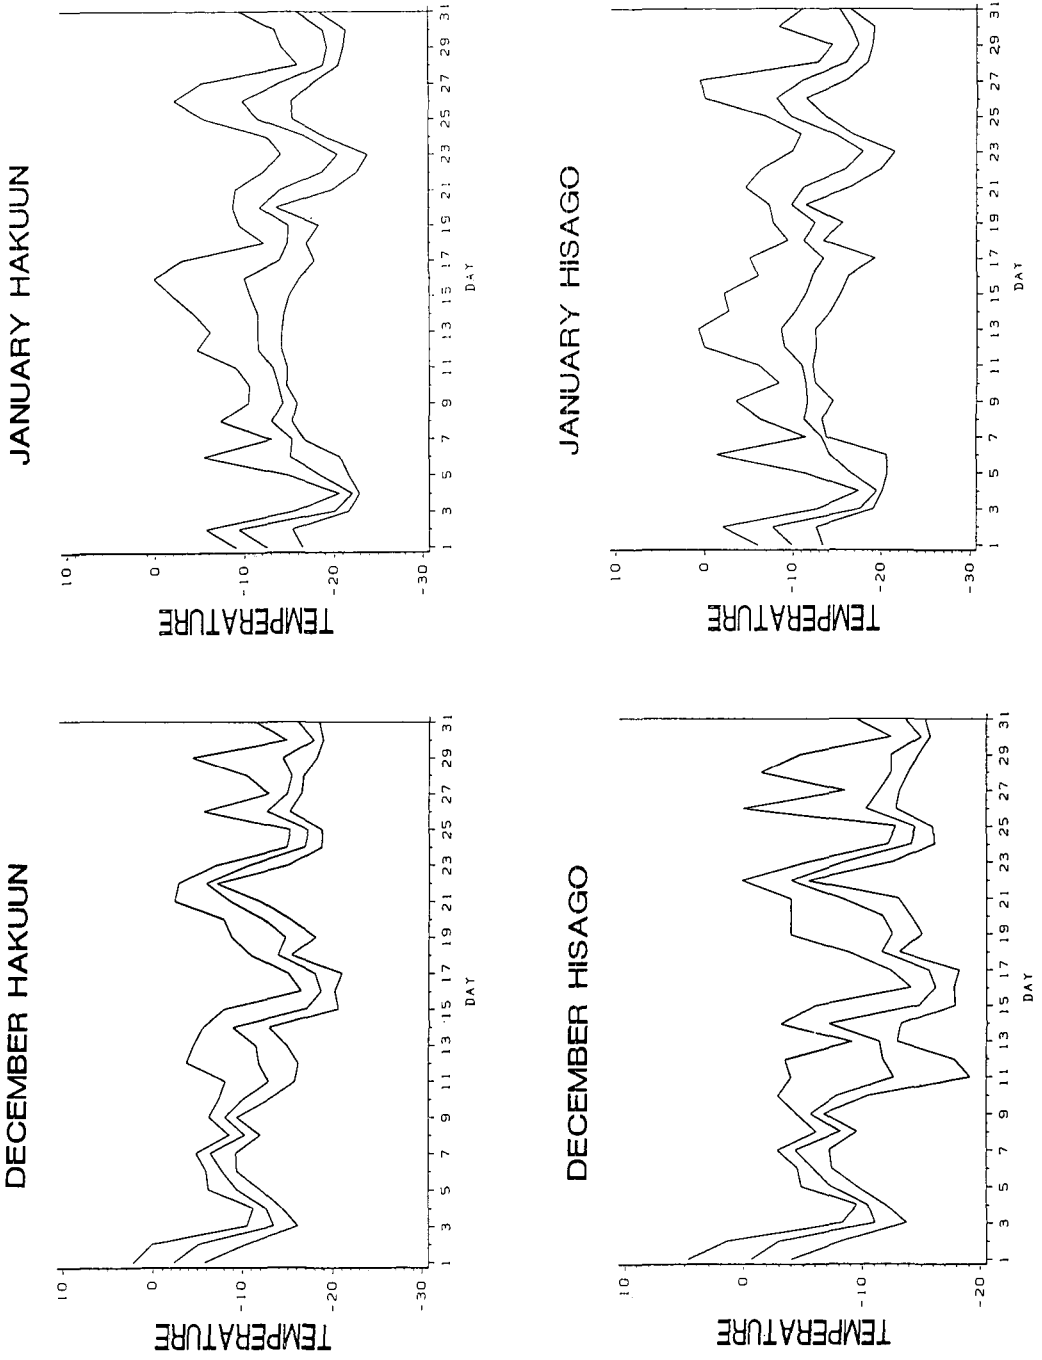 DECEMBER HAKUUN
TEMPERATURE
10
0
-10
-20
-30
1 3 5 7 9 11 13 15 17 19 21 23 25 27 29 31
DAY
JANUARY HAKUUN
TEMPERATURE
10
0
-10
-20
-30
1 3 5 7 9 11 13 15 17 19 21 23 25 27 29 31
DAY
DECEMBER HISAGO
TEMPERATURE
10
0
-10
-20
1 3 5 7 9 11 13 15 17 19 21 23 25 27 29 31
DAY
JANUARY HISAGO
TEMPERATURE
10
0
-10
-20
-30
1 3 5 7 9 11 13 15 17 19 21 23 25 27 29 31
DAY